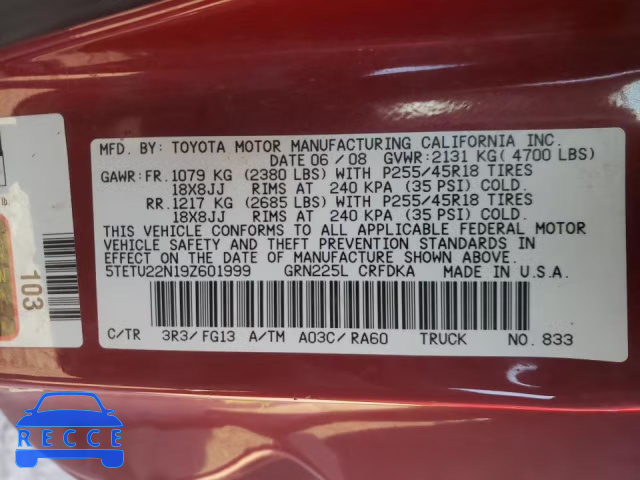 MFD. BY: TOYOTA MOTOR MANUFACTURING CALIFORNIA INC.
DATE 06/08 GVWR: 2131 KG( 4700 LBS)
GAWR: FR. 1079 KG (2380 LBS) WITH P255/45R18 TIRES
18X8JJ RIMS AT 240 KPA (35 PSI) COLD.
RR. 1217 KG (2685 LBS) WITH P255/45R18 TIRES
18X8JJ RIMS AT 240 KPA (35 PSI) COLD.
THIS VEHICLE CONFORMS TO ALL APPLICABLE FEDERAL MOTOR
VEHICLE SAFETY AND THEFT PREVENTION STANDARDS IN
EFFECT ON THE DATE OF MANUFACTURE SHOWN ABOVE.
5TETU22N19Z601999 GRN225L CRFDKA MADE IN U.S.A.
C/TR 3R3/FG13 A/TM A03C/RA60 TRUCK NO. 833
103
RECCE